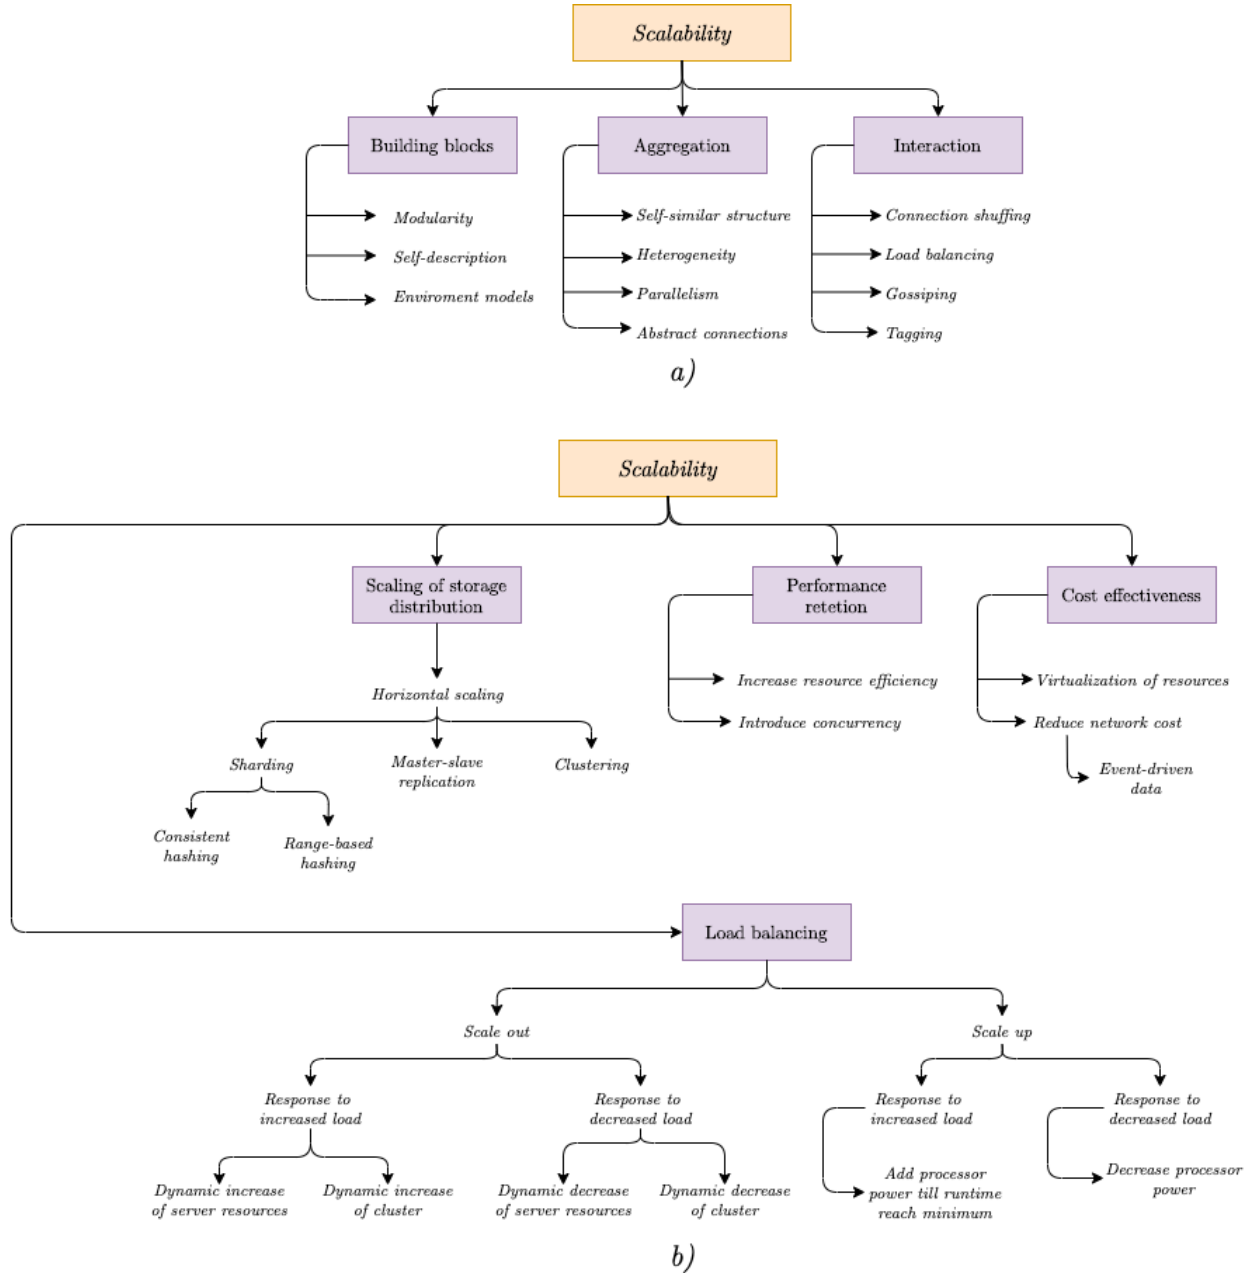 Scalability
Building blocks
Aggregation
Interaction
Modularity
Self-description
Enviroment models
Self-similar structure
Heterogeneity
Parallelism
Abstract connections
Connection shuffing
Load balancing
Gossiping
Tagging
a)
Scalability
Scaling of storage
distribution
Performance
retetion
Cost effectiveness
Horizontal scaling
Sharding
Master-slave
replication
Clustering
Consistent
hashing
Range-based
hashing
Increase resource efficiency
Introduce concurrency
Virtualization of resources
Reduce network cost
Event-driven
data
Load balancing
Scale out
Scale up
Response to
increased load
Response to
decreased load
Response to
increased load
Response to
decreased load
Dynamic increase
of server resources
Dynamic increase
of cluster
Dynamic decrease
of server resources
Dynamic decrease
of cluster
Add processor
power till runtime
reach minimum
Decrease processor
power
b)